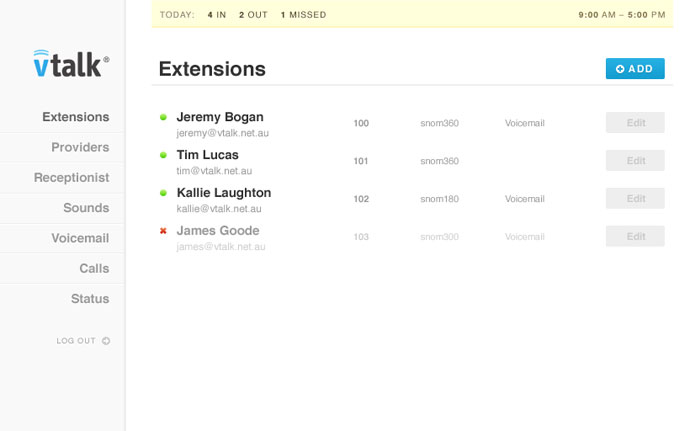 TODAY: 4 IN 2 OUT 1 MISSED 9:00 AM – 5:00 PM
vtalk®
Extensions
Providers
Receptionist
Sounds
Voicemail
Calls
Status
LOG OUT
Extensions ADD
Jeremy Bogan 100 snom360 Voicemail Edit
jeremy@vtalk.net.au
Tim Lucas 101 snom360 Edit
tim@vtalk.net.au
Kallie Laughton 102 snom180 Voicemail Edit
kallie@vtalk.net.au
James Goode 103 snom300 Voicemail Edit
james@vtalk.net.au